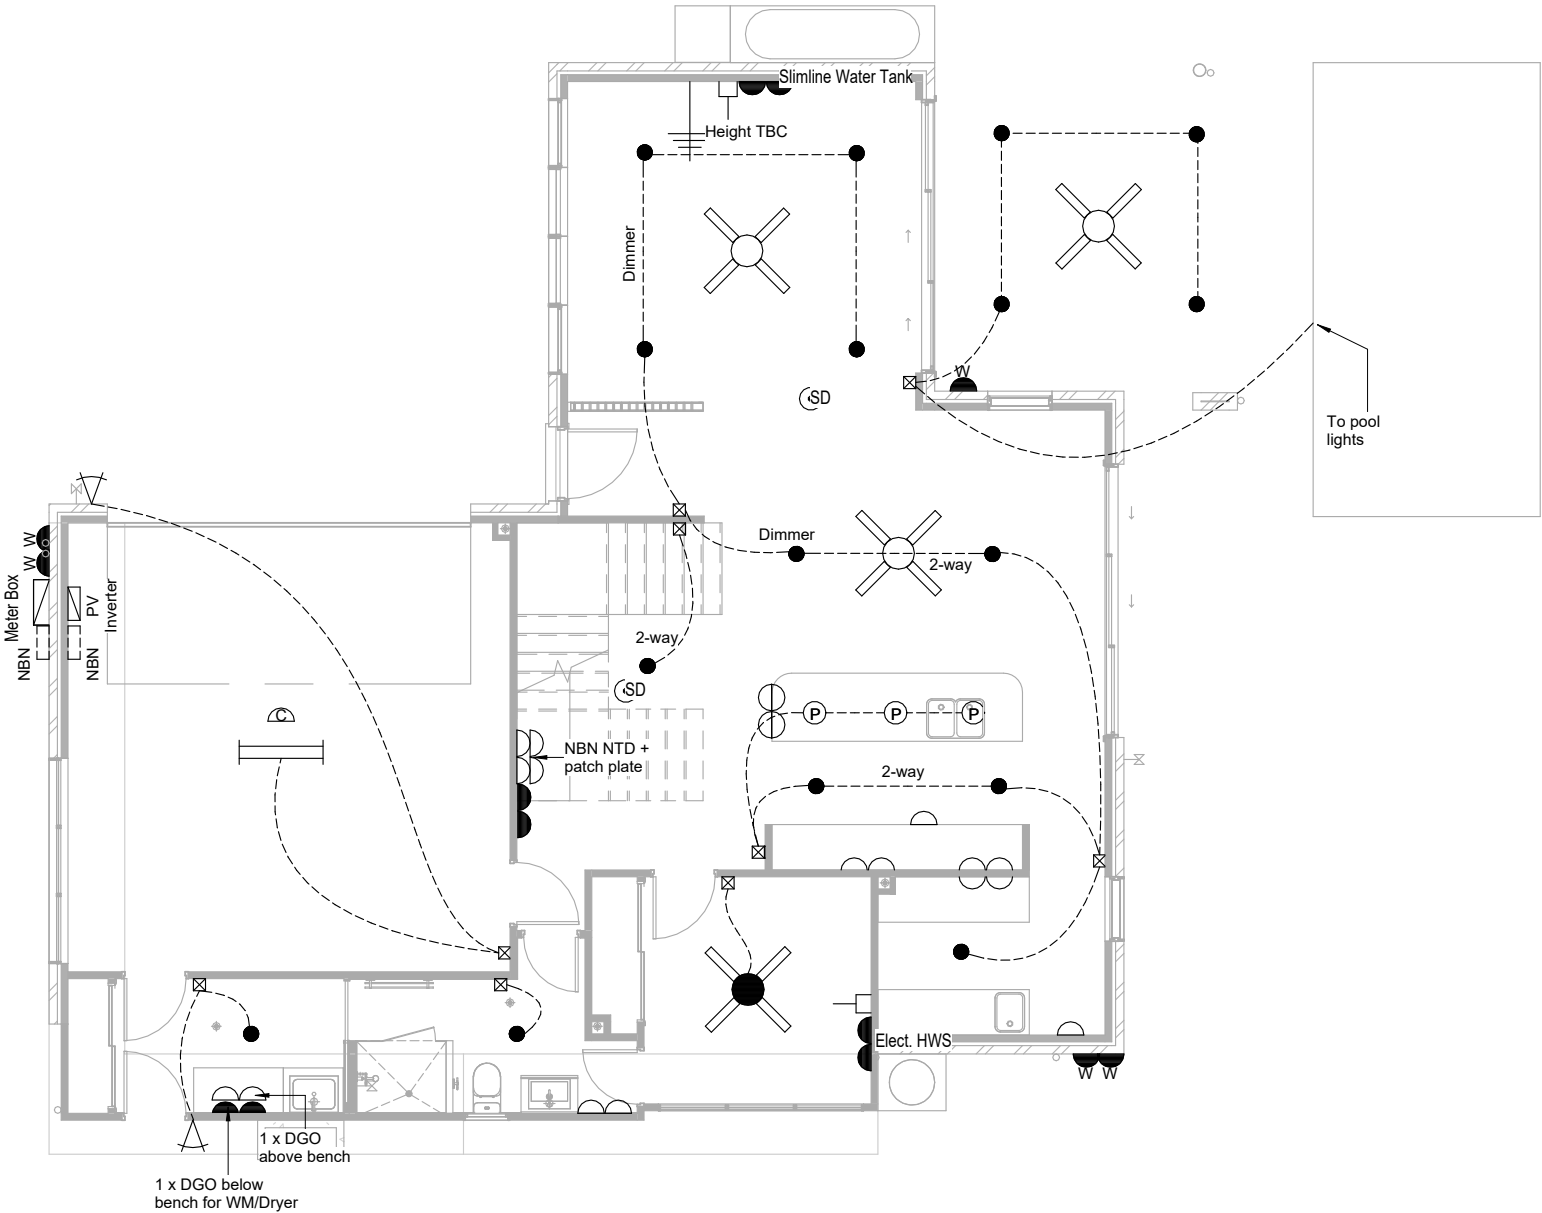 Slimline Water Tank
Height TBC
Dimmer
W
SD
To pool
lights
W
W
Dimmer
2-way
Meter Box
PV
Inverter
NBN
NBN
2-way
SD
C
P
P
P
NBN NTD +
patch plate
2-way
Elect. HWS
W
W
1 x DGO
above bench
1 x DGO below
bench for WM/Dryer